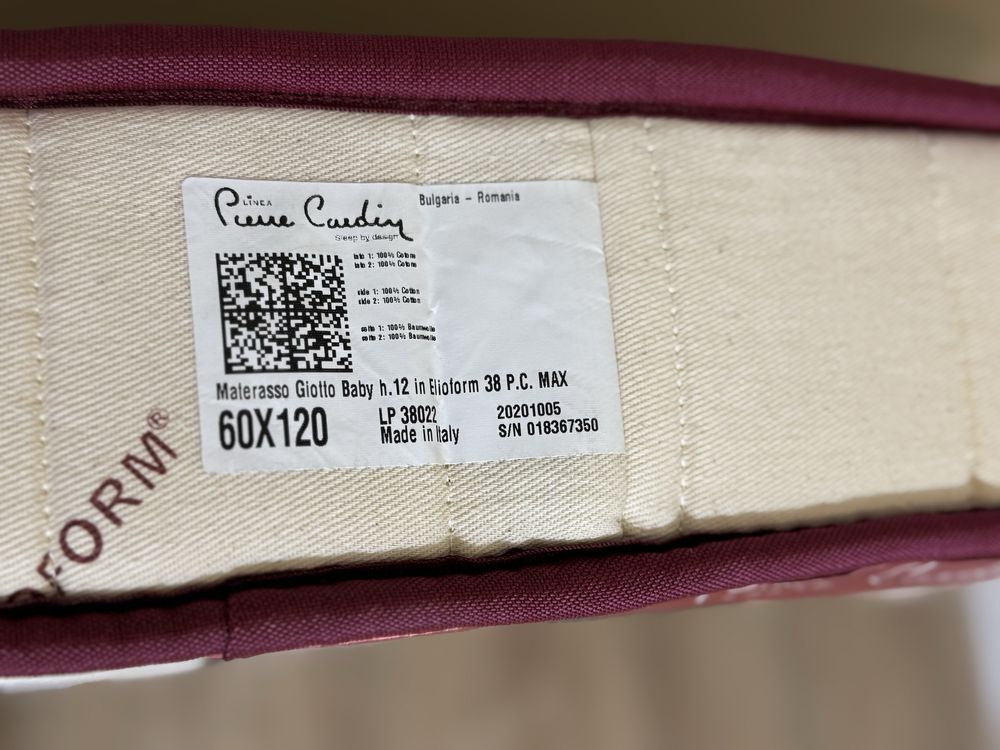 LINEA
Pierre Cardin
Sleep by design
Bulgaria - Romania
lato 1: 100% Cotone
lato 2: 100% Cotone
side 1: 100% Cotton
side 2: 100% Cotton
seite 1: 100% Baumwolle
seite 2: 100% Baumwolle
Materasso Giotto Baby h.12 in Elioform 38 P.C. MAX
60X120
LP 38022
Made in Italy
20201005
S/N 018367350
FORM®